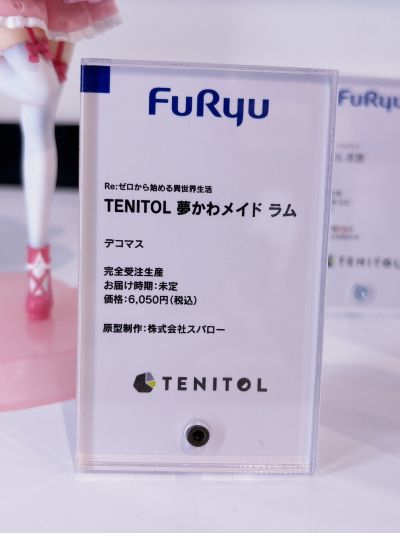 FuRyu
Re:ゼロから始める異世界生活
TENITOL 夢かわメイド ラム
デコマス
完全受注生産
お届け時期:未定
価格:6,050円(税込)
原型制作:株式会社スパロー
TENITOL
FuRyu
TENITOL